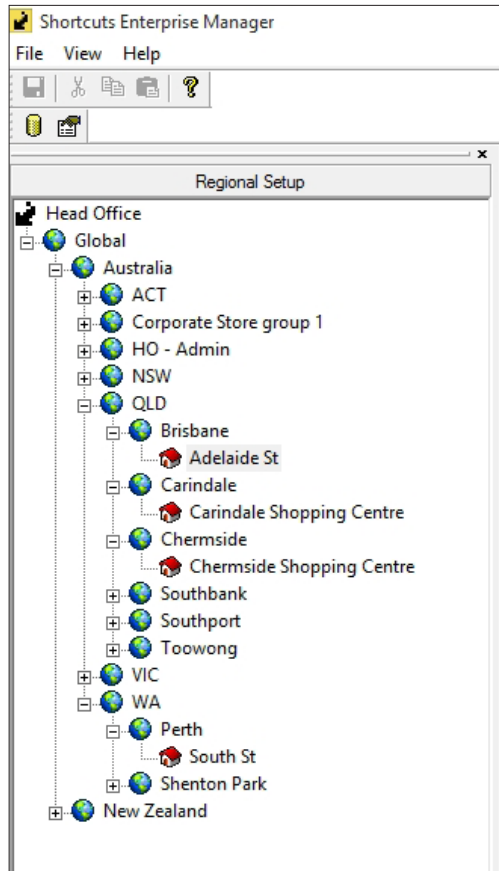 Shortcuts Enterprise Manager
File View Help
Regional Setup
Head Office
Global
Australia
ACT
Corporate Store group 1
HO - Admin
NSW
QLD
Brisbane
Adelaide St
Carindale
Carindale Shopping Centre
Chermside
Chermside Shopping Centre
Southbank
Southport
Toowong
VIC
WA
Perth
South St
Shenton Park
New Zealand